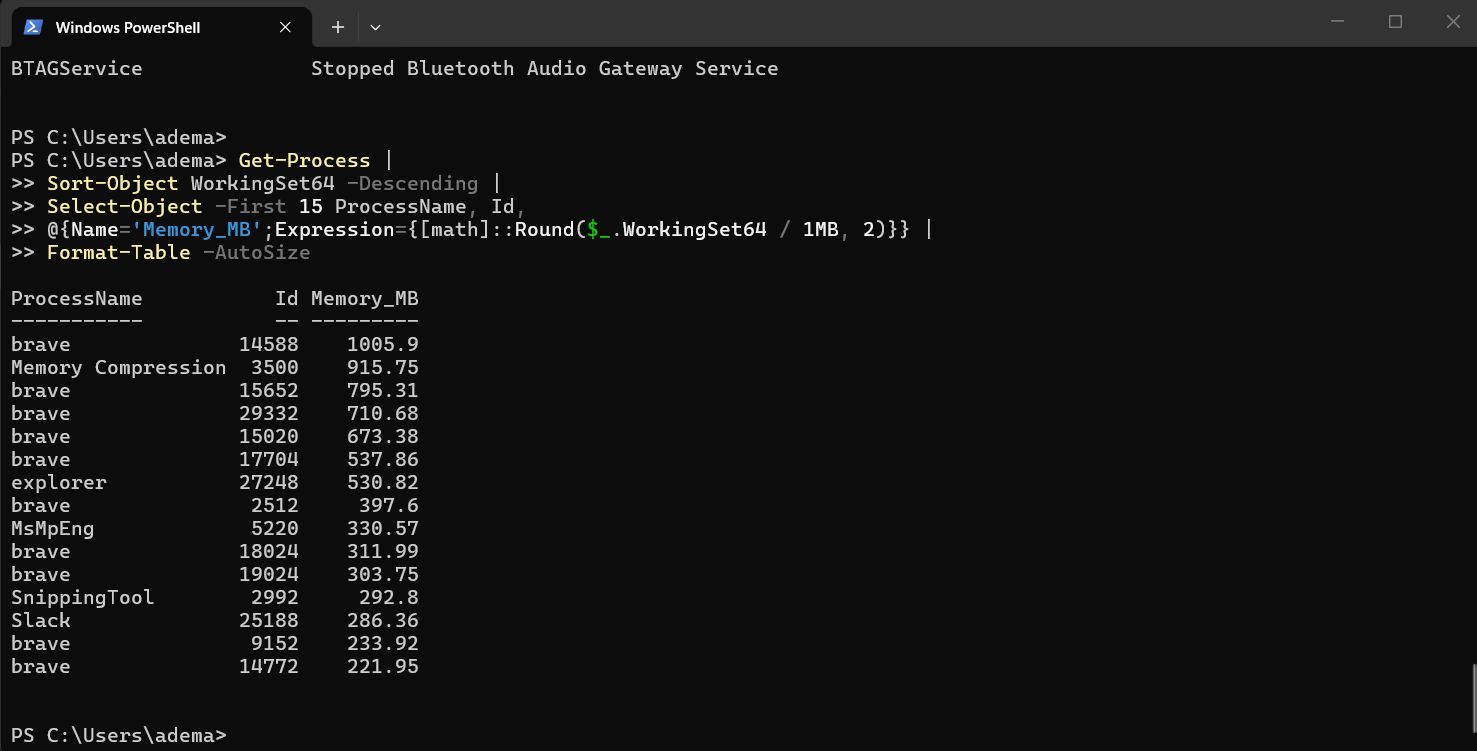 Windows PowerShell
BTAGService              Stopped Bluetooth Audio Gateway Service
PS C:\Users\adema>
PS C:\Users\adema> Get-Process |
>> Sort-Object WorkingSet64 -Descending |
>> Select-Object -First 15 ProcessName, Id,
>> @{Name='Memory_MB';Expression={[math]::Round($_.WorkingSet64 / 1MB, 2)}} |
>> Format-Table -AutoSize
ProcessName           Id Memory_MB
-----------           -- ---------
brave              14588    1005.9
Memory Compression  3500    915.75
brave              15652    795.31
brave              29332    710.68
brave              15020    673.38
brave              17704    537.86
explorer           27248    530.82
brave               2512     397.6
MsMpEng             5220    330.57
brave              18024    311.99
brave              19024    303.75
SnippingTool        2992     292.8
Slack              25188    286.36
brave               9152    233.92
brave              14772    221.95
PS C:\Users\adema>